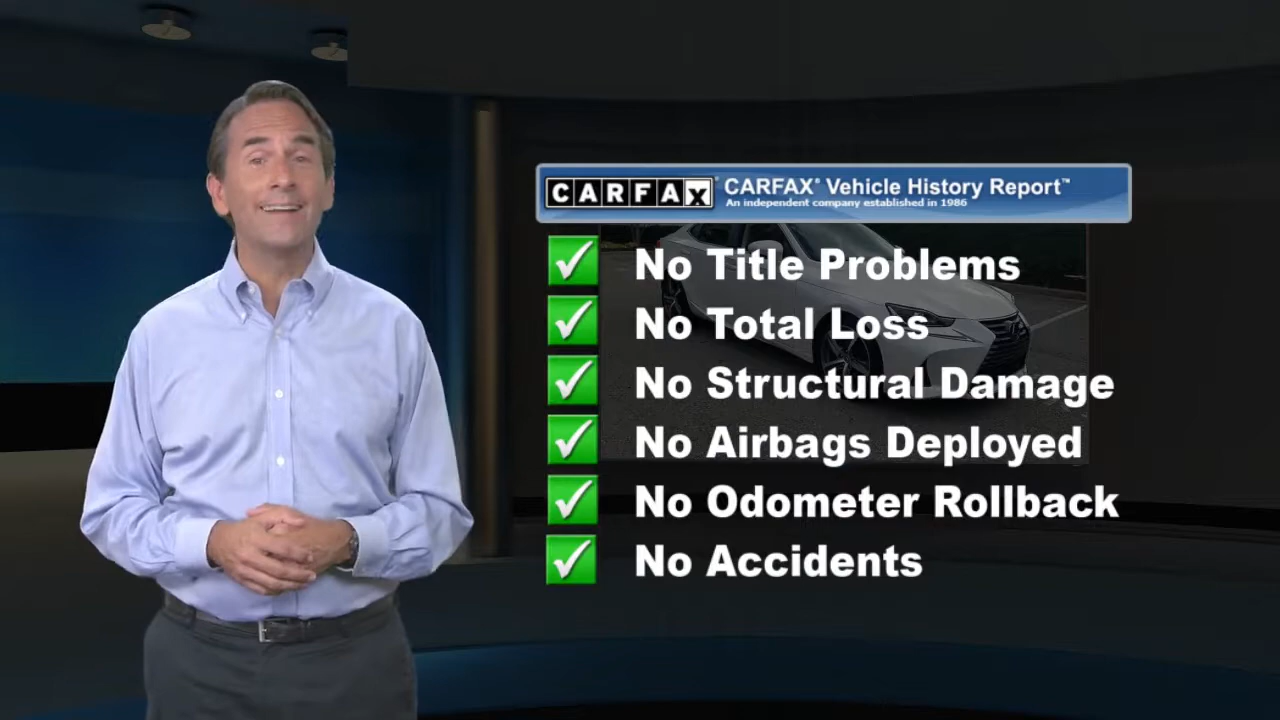 CARFAX
CARFAX® Vehicle History Report™
An independent company established in 1986
No Title Problems
No Total Loss
No Structural Damage
No Airbags Deployed
No Odometer Rollback
No Accidents